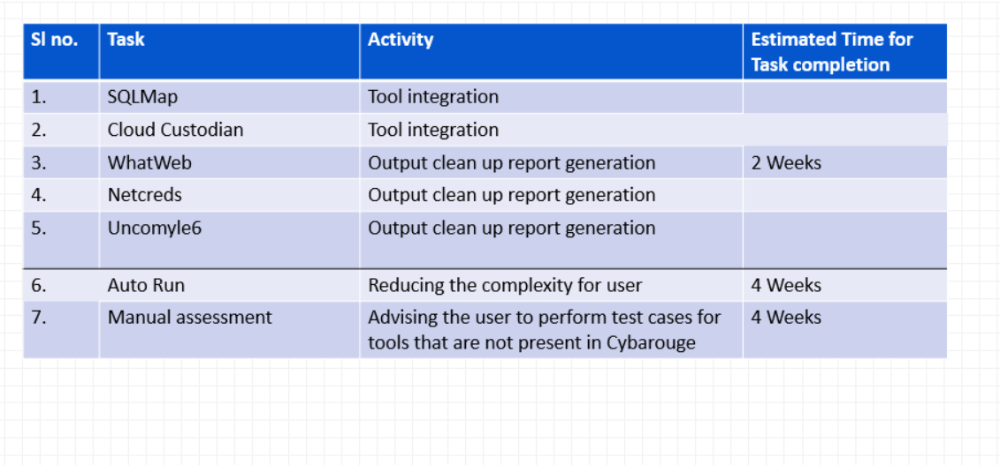 Sl no. Task Activity Estimated Time for
Task completion
1. SQLMap Tool integration
2. Cloud Custodian Tool integration
3. WhatWeb Output clean up report generation 2 Weeks
4. Netcreds Output clean up report generation
5. Uncomyle6 Output clean up report generation
6. Auto Run Reducing the complexity for user 4 Weeks
7. Manual assessment Advising the user to perform test cases for 4 Weeks
tools that are not present in Cybarouge